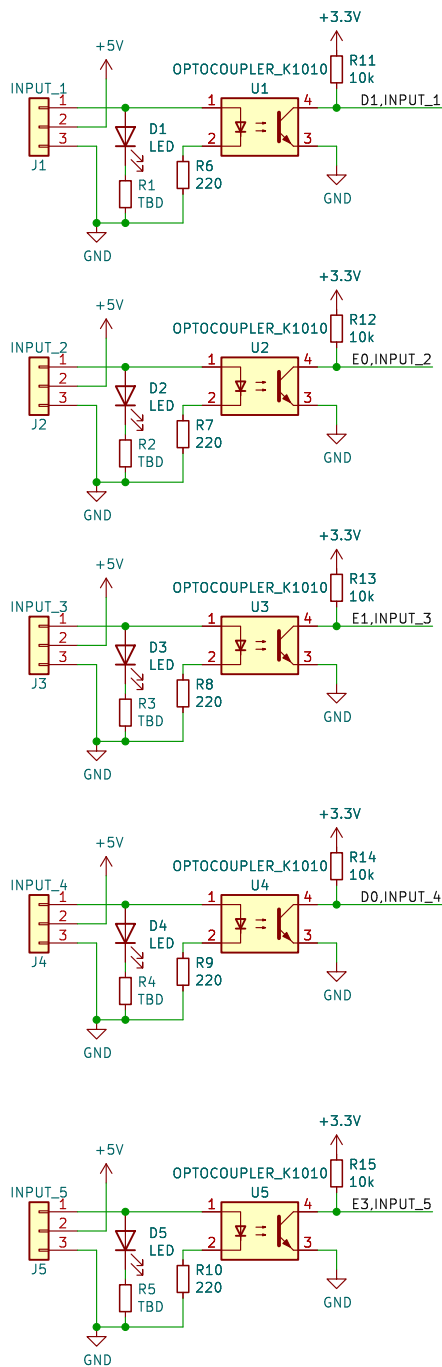 +3.3V
+5V
R11
10k
OPTOCOUPLER_K1010
U1
INPUT_1
1
2
3
J1
D1
LED
R1
TBD
1
2
4
3
D1,INPUT_1
R6
220
GND
GND
+3.3V
+5V
R12
10k
OPTOCOUPLER_K1010
U2
INPUT_2
1
2
3
J2
D2
LED
R2
TBD
1
2
4
3
E0,INPUT_2
R7
220
GND
GND
+3.3V
+5V
R13
10k
OPTOCOUPLER_K1010
U3
INPUT_3
1
2
3
J3
D3
LED
R3
TBD
1
2
4
3
E1,INPUT_3
R8
220
GND
GND
+3.3V
+5V
R14
10k
OPTOCOUPLER_K1010
U4
INPUT_4
1
2
3
J4
D4
LED
R4
TBD
1
2
4
3
D0,INPUT_4
R9
220
GND
GND
+3.3V
+5V
R15
10k
OPTOCOUPLER_K1010
U5
INPUT_5
1
2
3
J5
D5
LED
R5
TBD
1
2
4
3
E3,INPUT_5
R10
220
GND
GND